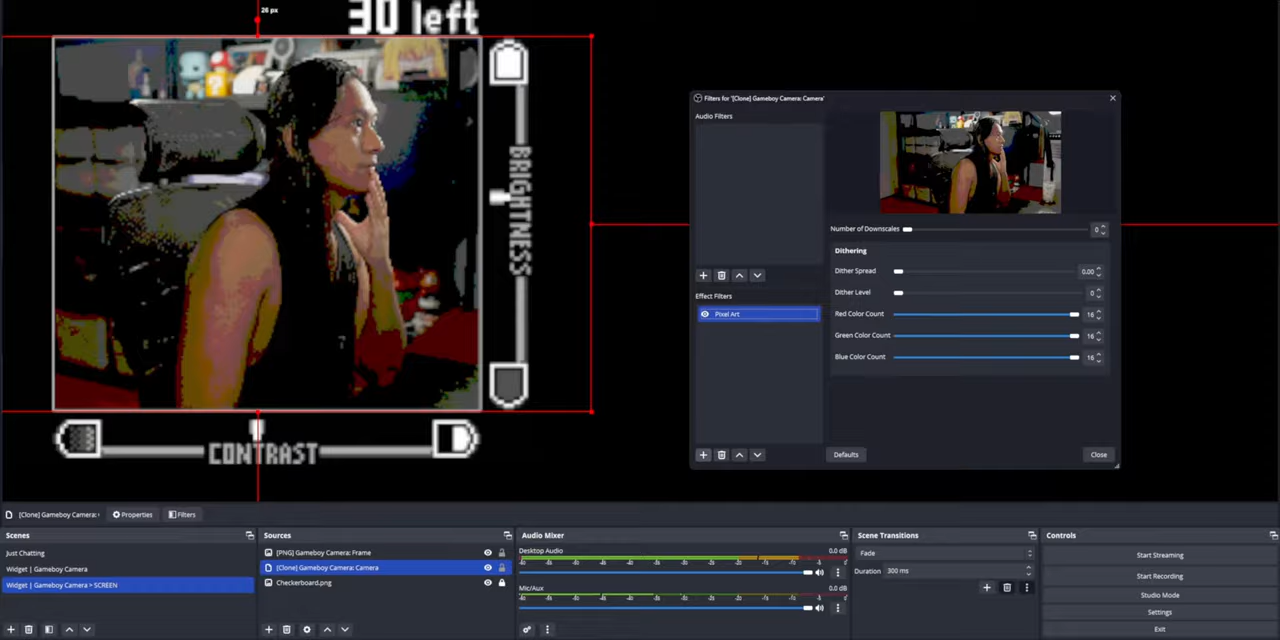 26 px
30 left
BRIGHTNESS
CONTRAST
Filters for '[Clone] Gameboy Camera: Camera'
Audio Filters
Number of Downscales
0
Dithering
Dither Spread
0.00
Dither Level
0
Red Color Count
16
Green Color Count
16
Blue Color Count
16
Effect Filters
Pixel Art
Defaults
Close
[Clone] Gameboy Camera:
Properties
Filters
Scenes
Just Chatting
Widget | Gameboy Camera
Widget | Gameboy Camera > SCREEN
Sources
[PNG] Gameboy Camera: Frame
[Clone] Gameboy Camera: Camera
Checkerboard.png
Audio Mixer
Desktop Audio
0.0 dB
Mic/Aux
0.0 dB
Scene Transitions
Fade
Duration
300 ms
Controls
Start Streaming
Start Recording
Studio Mode
Settings
Exit